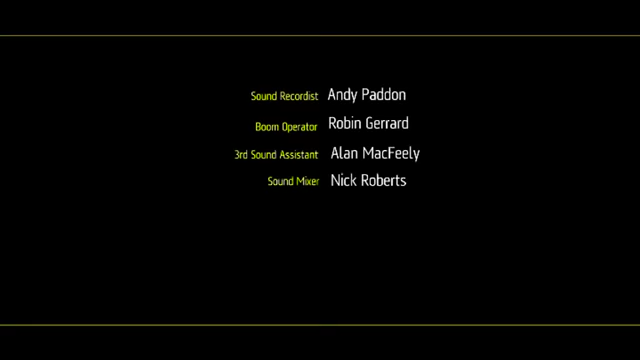 Sound Recordist Andy Paddon
Boom Operator Robin Gerrard
3rd Sound Assistant Alan MacFeely
Sound Mixer Nick Roberts